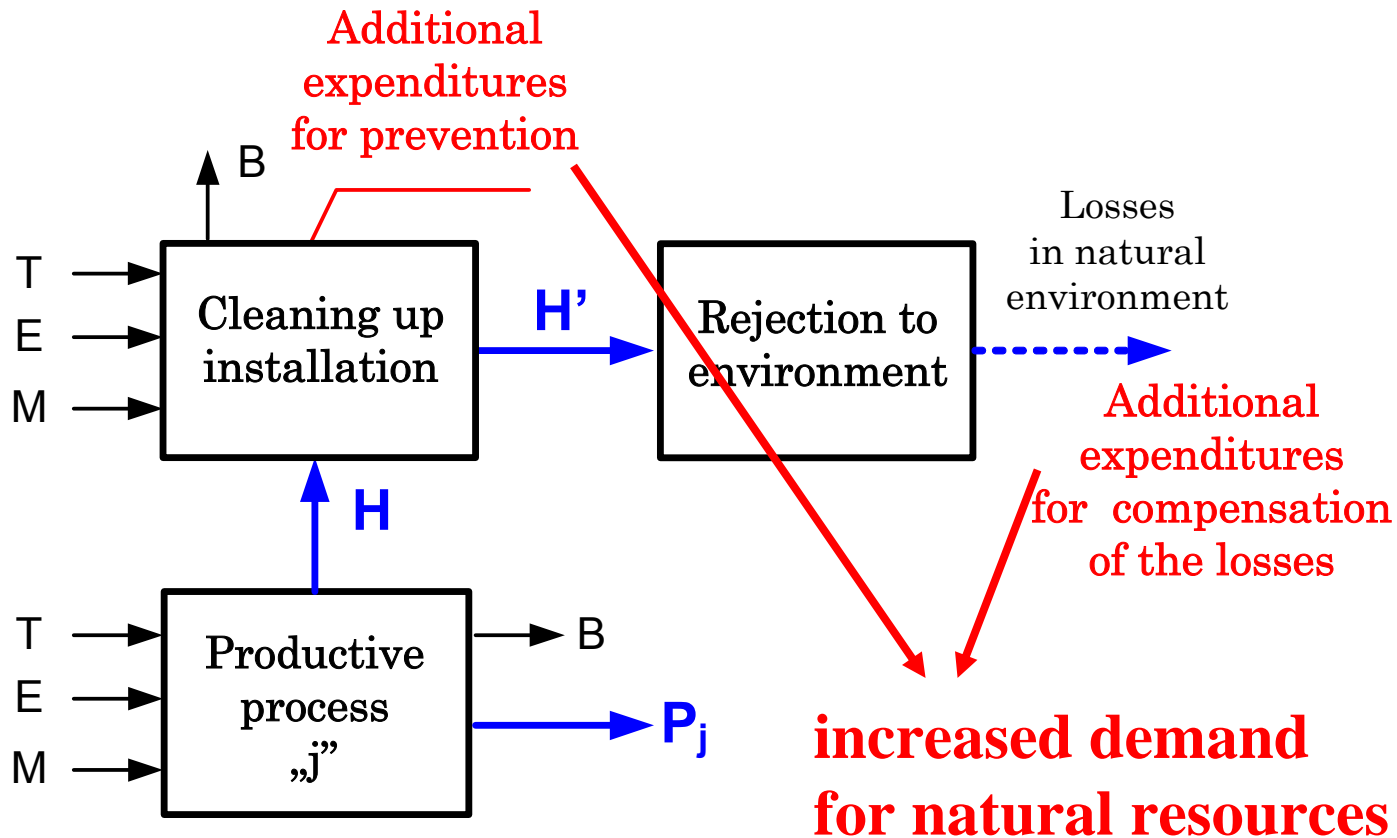 Additional
expenditures
for prevention
B
T
E
M
Cleaning up
installation
H’
Rejection to
environment
Losses
in natural
environment
Additional
expenditures
for compensation
of the losses
H
T
E
M
Productive
process
„j”
B
Pj
increased demand
for natural resources